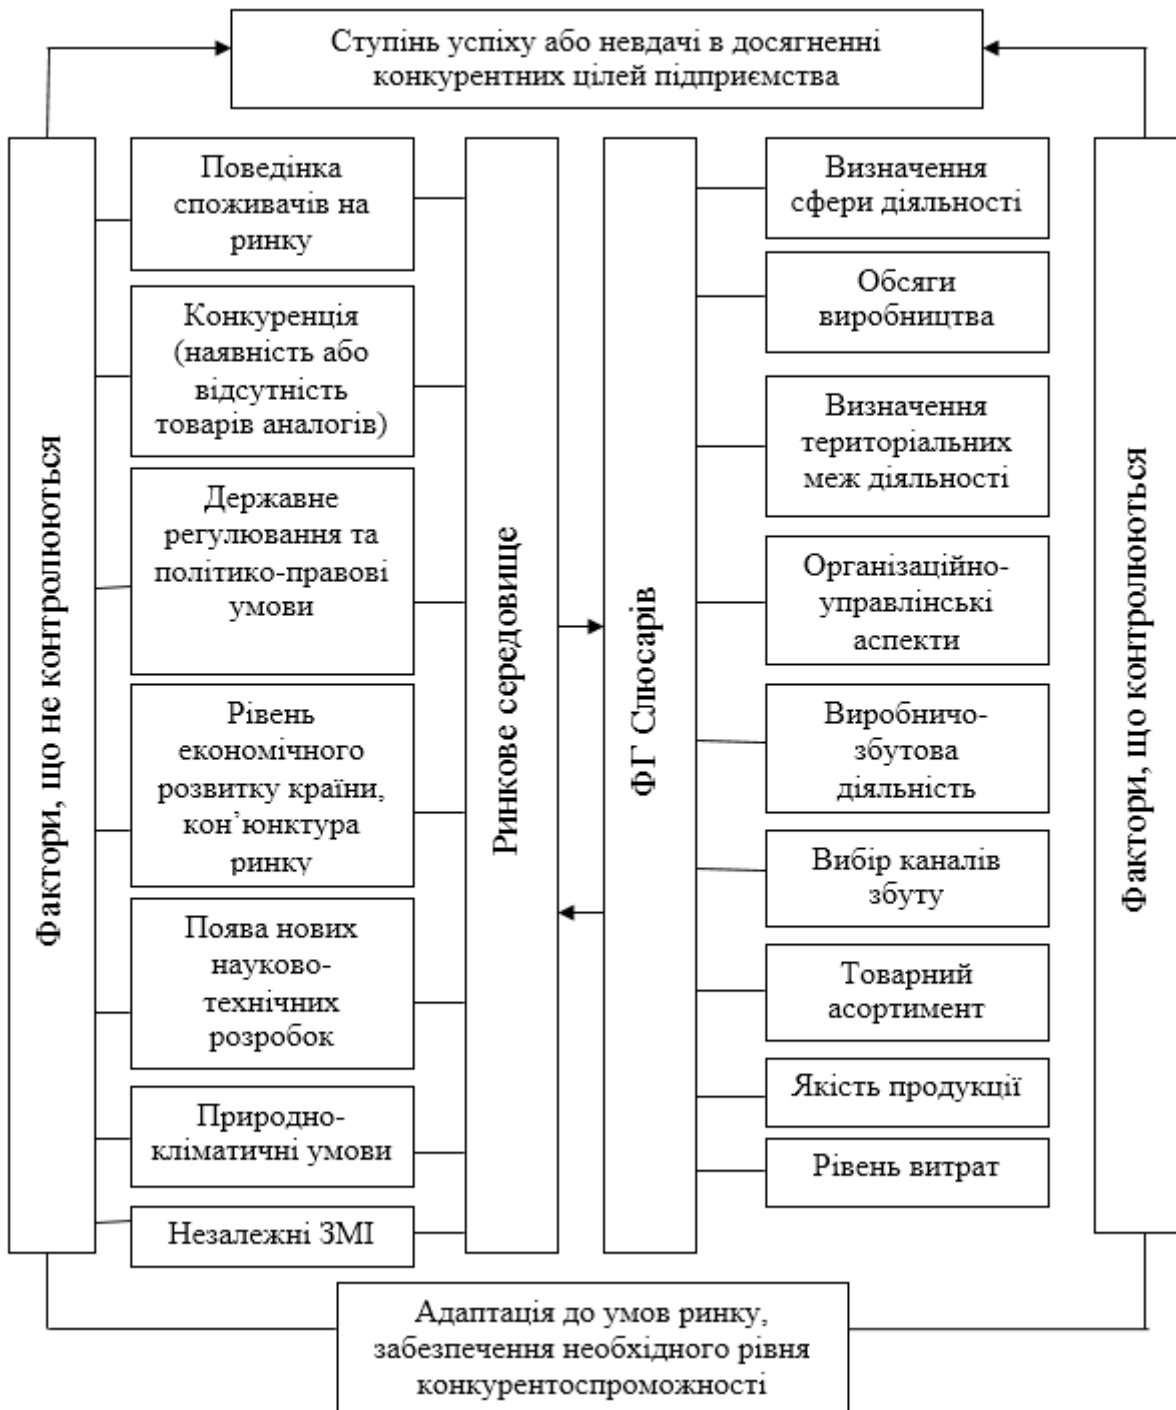 Ступінь успіху або невдачі в досягненні
конкурентних цілей підприємства
Фактори, що не контролюються
Поведінка
споживачів на
ринку
Конкуренція
(наявність або
відсутність
товарів аналогів)
Державне
регулювання та
політико-правові
умови
Рівень
економічного
розвитку країни,
кон’юнктура
ринку
Поява нових
науково-
технічних
розробок
Природно-
кліматичні умови
Незалежні ЗМІ
Ринкове середовище
ФГ Слюсарів
Визначення
сфери діяльності
Обсяги
виробництва
Визначення
територіальних
меж діяльності
Організаційно-
управлінські
аспекти
Виробничо-
збутова
діяльність
Вибір каналів
збуту
Товарний
асортимент
Якість продукції
Рівень витрат
Фактори, що контролюються
Адаптація до умов ринку,
забезпечення необхідного рівня
конкурентоспроможності